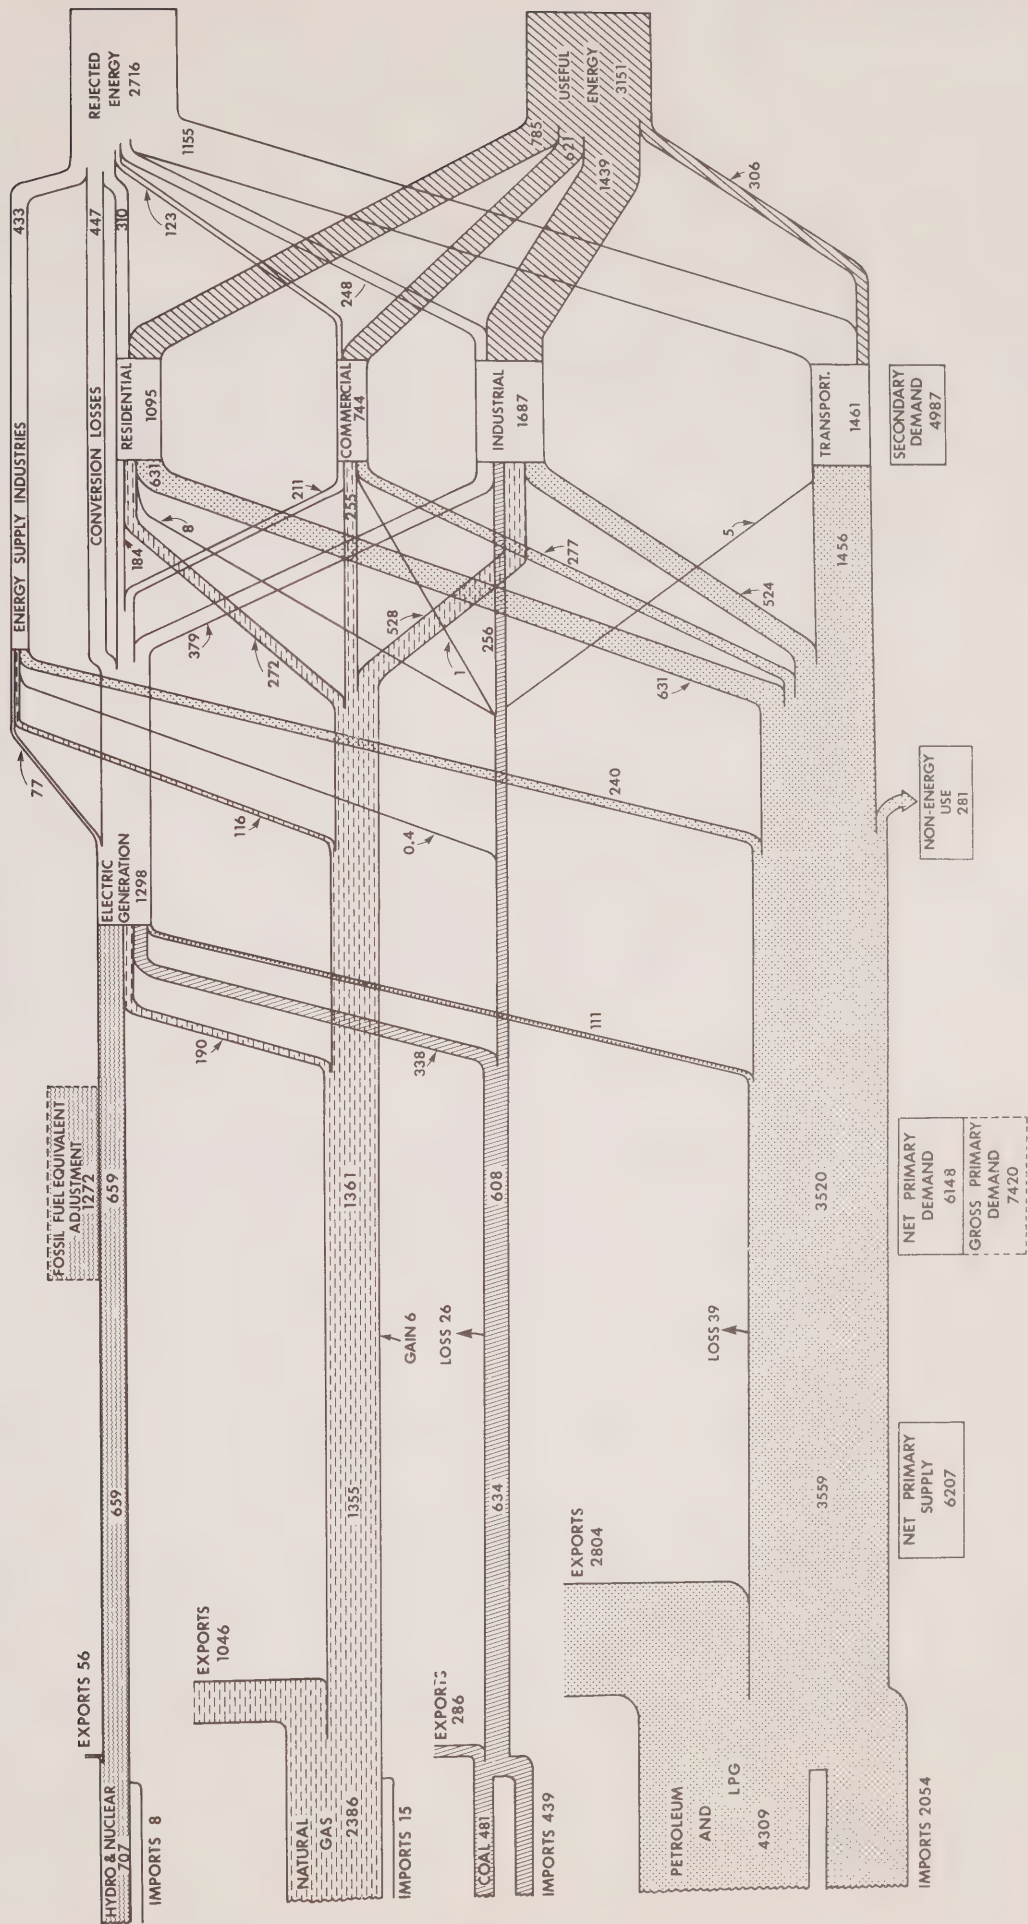 HYDRO & NUCLEAR
707
IMPORTS 8
EXPORTS 56
659
FOSSIL FUEL EQUIVALENT
ADJUSTMENT
1272
659
ELECTRIC
GENERATION
1298
77
ENERGY SUPPLY INDUSTRIES
433
CONVERSION LOSSES
447
310
REJECTED
ENERGY
2716
NATURAL
GAS
2386
IMPORTS 15
EXPORTS
1046
1355
GAIN 6
1361
190
116
272
184
8
631
RESIDENTIAL
1095
123
1155
379
211
255
COMMERCIAL
744
248
COAL 481
IMPORTS 439
EXPORTS
286
634
LOSS 26
608
338
0.4
1
528
256
INDUSTRIAL
1687
785
621
1439
USEFUL
ENERGY
3151
PETROLEUM
AND
LPG
4309
IMPORTS 2054
EXPORTS
2804
3559
LOSS 39
3520
111
240
631
277
524
5
1456
TRANSPORT.
1461
306
NET PRIMARY
SUPPLY
6207
NET PRIMARY
DEMAND
6148
GROSS PRIMARY
DEMAND
7420
NON-ENERGY
USE
281
SECONDARY
DEMAND
4987